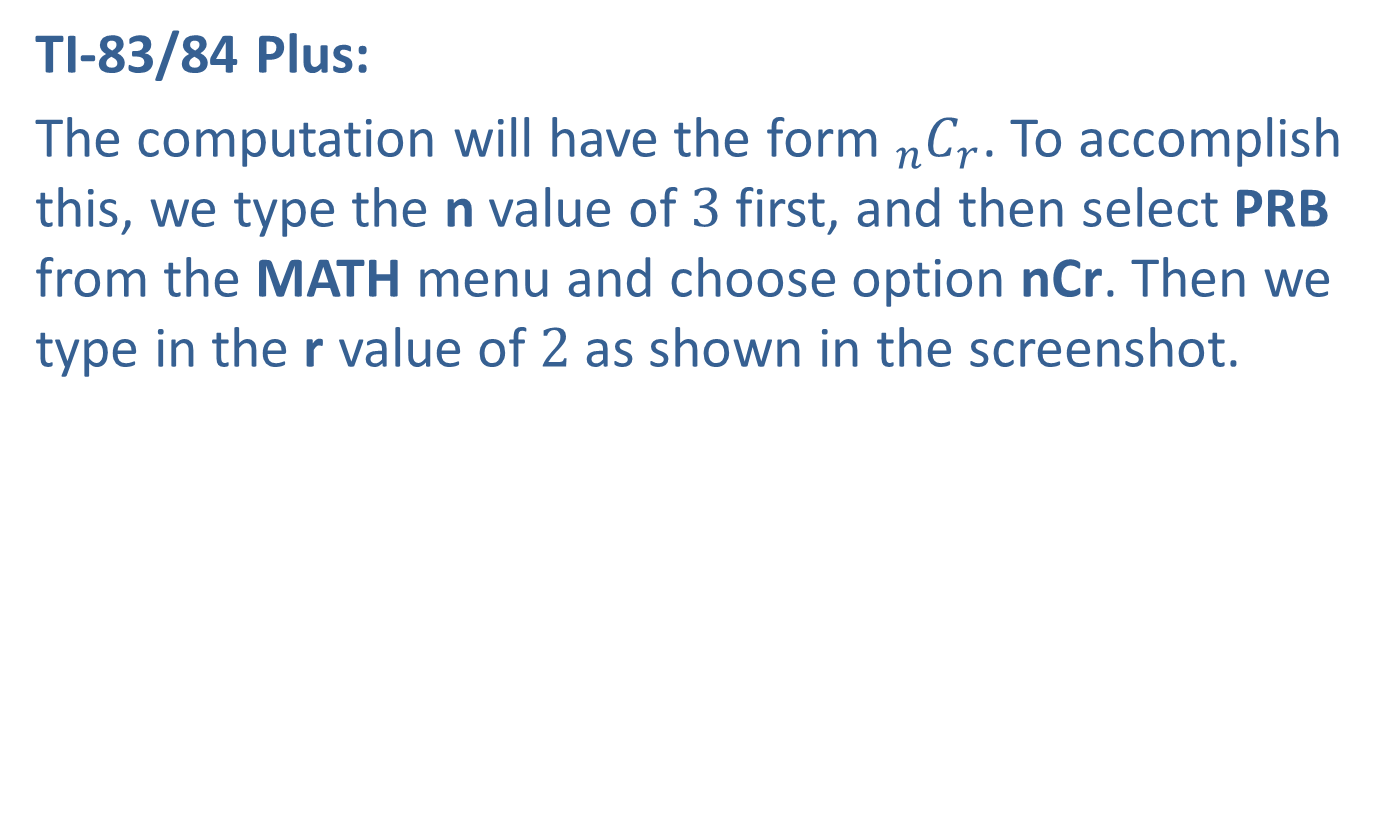 TI-83/84 Plus:
The computation will have the form ₙCᵣ. To accomplish
this, we type the n value of 3 first, and then select PRB
from the MATH menu and choose option nCr. Then we
type in the r value of 2 as shown in the screenshot.